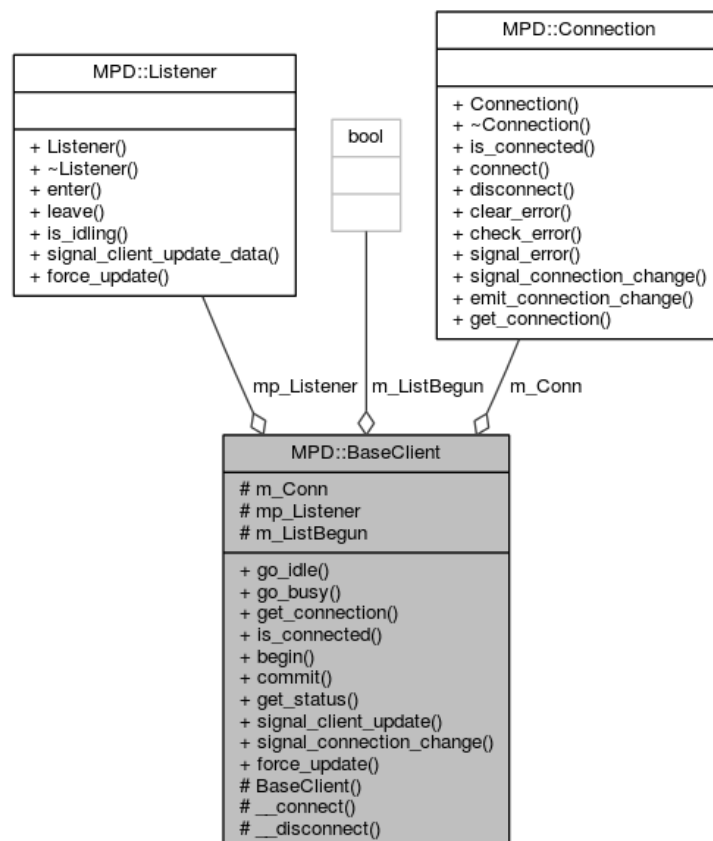 MPD::Listener
+ Listener()
+ ~Listener()
+ enter()
+ leave()
+ is_idling()
+ signal_client_update_data()
+ force_update()
bool
MPD::Connection
+ Connection()
+ ~Connection()
+ is_connected()
+ connect()
+ disconnect()
+ clear_error()
+ check_error()
+ signal_error()
+ signal_connection_change()
+ emit_connection_change()
+ get_connection()
mp_Listener
m_ListBegun
m_Conn
MPD::BaseClient
# m_Conn
# mp_Listener
# m_ListBegun
+ go_idle()
+ go_busy()
+ get_connection()
+ is_connected()
+ begin()
+ commit()
+ get_status()
+ signal_client_update()
+ signal_connection_change()
+ force_update()
# BaseClient()
# __connect()
# __disconnect()